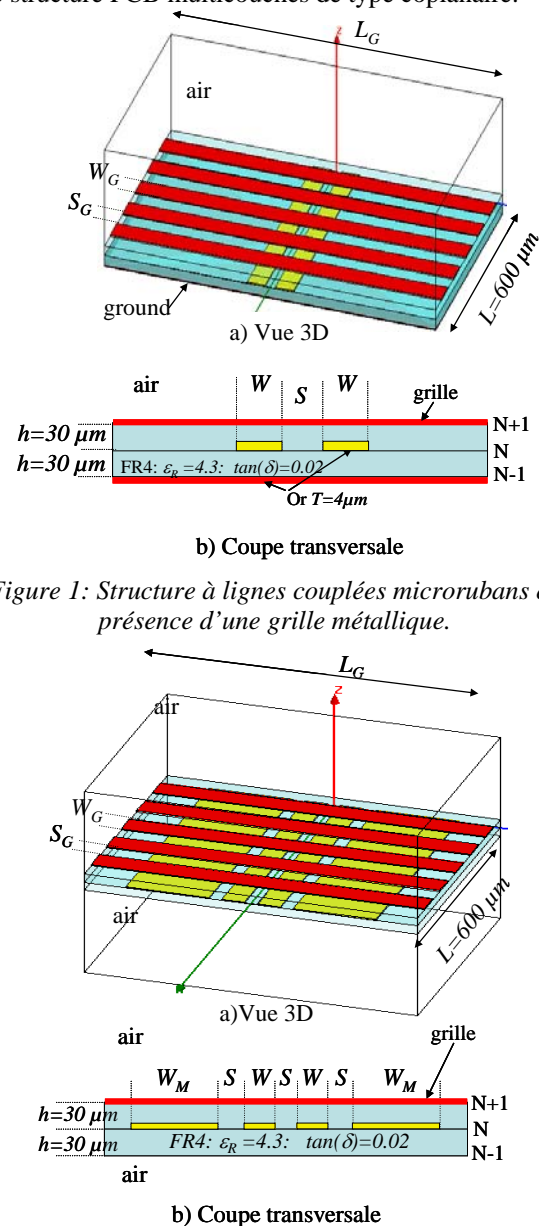 structure PCB multicouches de type coplanaire.
L_G
z
air
W_G
S_G
L=600 µm
ground
a) Vue 3D
air
W
S
W
grille
h=30 µm
N+1
N
h=30 µm
FR4: ε_R =4.3: tan(δ)=0.02
N-1
Or T=4µm
b) Coupe transversale
igure 1: Structure à lignes couplées microrubans
présence d'une grille métallique.
L_G
z
air
W_G
S_G
air
L=600 µm
a)Vue 3D
air
grille
W_M S W S W S W_M
N+1
h=30 µm
N
h=30 µm
FR4: ε_R =4.3: tan(δ)=0.02
N-1
air
b) Coupe transversale